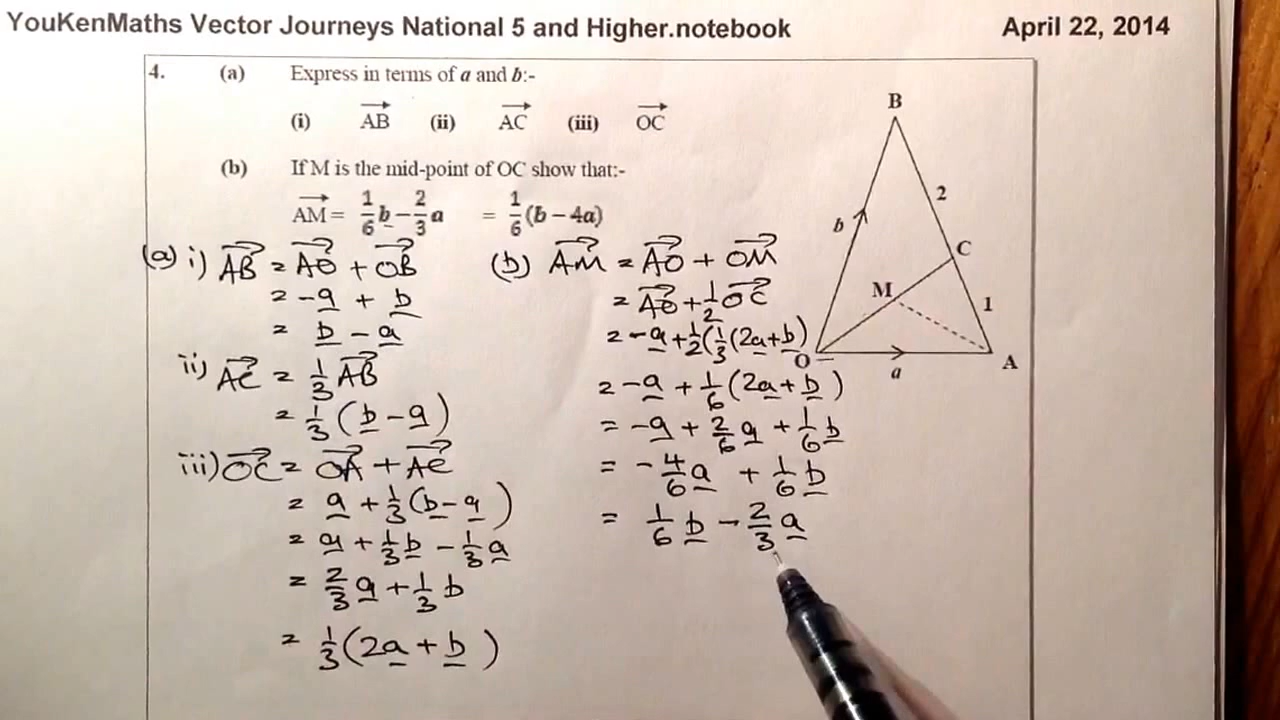 YouKenMaths Vector Journeys National 5 and Higher.notebook April 22, 2014
4. (a) Express in terms of a and b:-
(i) AB→ (ii) AC→ (iii) OC→
(b) If M is the mid-point of OC show that:-
AM→ = 1/6 b − 2/3 a = 1/6 (b − 4a)
(a) i) AB→ = AO→ + OB→
= -a + b
= b - a
ii) AC→ = 1/3 AB→
= 1/3 (b - a)
iii) OC→ = OA→ + AC→
= a + 1/3 (b - a)
= a + 1/3 b - 1/3 a
= 2/3 a + 1/3 b
= 1/3 (2a + b)
(b) AM→ = AO→ + OM→
= AO→ + 1/2 OC→
= -a + 1/2 (1/3 (2a + b)
= -a + 1/6 (2a + b)
= -a + 2/6 a + 1/6 b
= -4/6 a + 1/6 b
= 1/6 b - 2/3 a
B
2
b
C
M
1
O
A
a